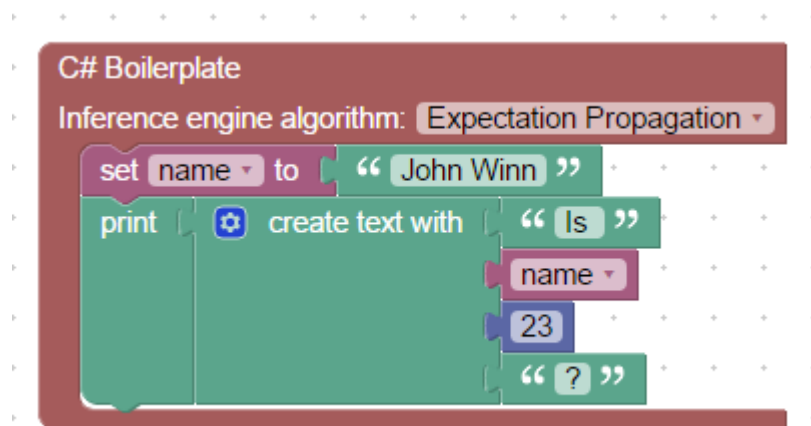 C# Boilerplate
Inference engine algorithm: Expectation Propagation
set name to “ John Winn ”
print create text with “ Is ”
name
23
“ ? ”